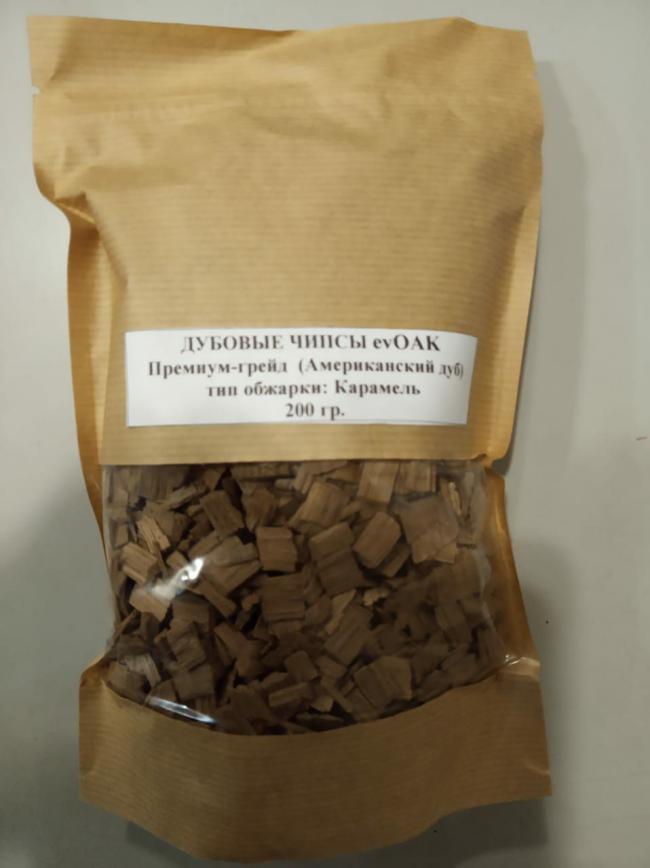 ДУБОВЫЕ ЧИПСЫ evOAK
Премиум-грейд (Американский дуб)
тип обжарки: Карамель
200 гр.